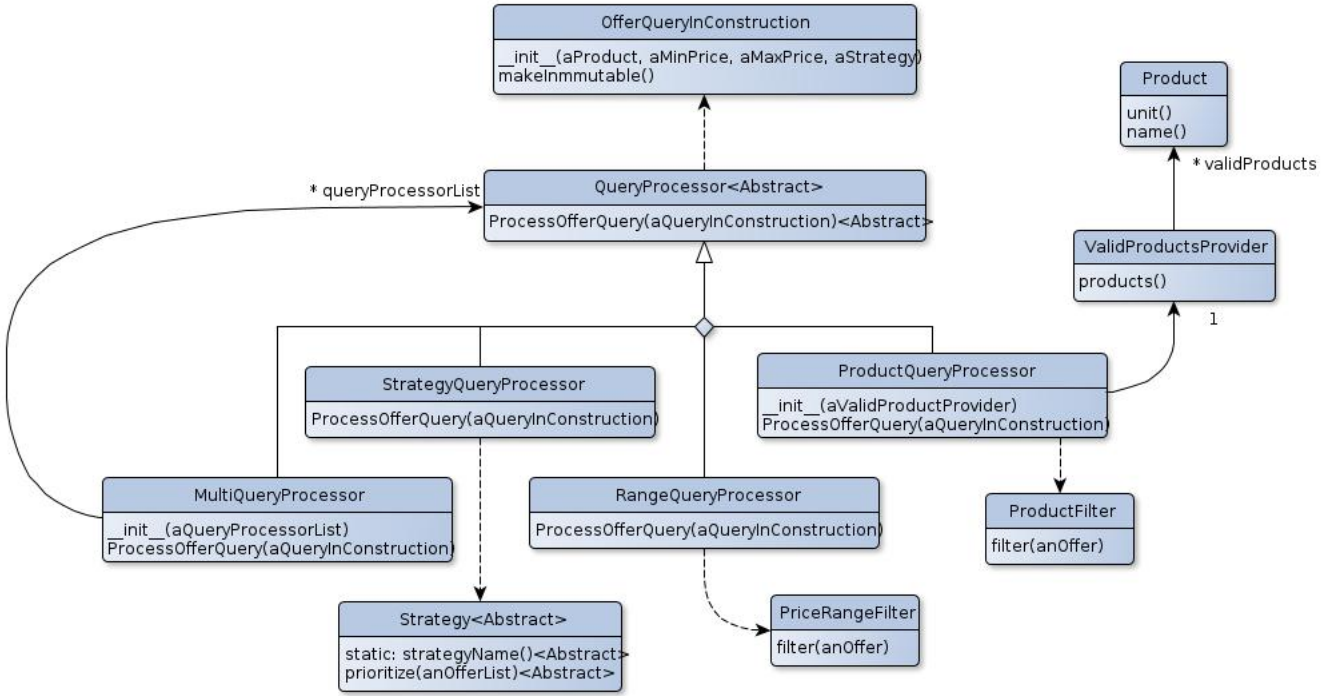 OfferQueryInConstruction
__init__(aProduct, aMinPrice, aMaxPrice, aStrategy)
makeInmmutable()
Product
unit()
name()
* validProducts
* queryProcessorList
QueryProcessor<Abstract>
ProcessOfferQuery(aQueryInConstruction)<Abstract>
ValidProductsProvider
products()
1
StrategyQueryProcessor
ProcessOfferQuery(aQueryInConstruction)
ProductQueryProcessor
__init__(aValidProductProvider)
ProcessOfferQuery(aQueryInConstruction)
MultiQueryProcessor
__init__(aQueryProcessorList)
ProcessOfferQuery(aQueryInConstruction)
RangeQueryProcessor
ProcessOfferQuery(aQueryInConstruction)
ProductFilter
filter(anOffer)
Strategy<Abstract>
static: strategyName()<Abstract>
prioritize(anOfferList)<Abstract>
PriceRangeFilter
filter(anOffer)